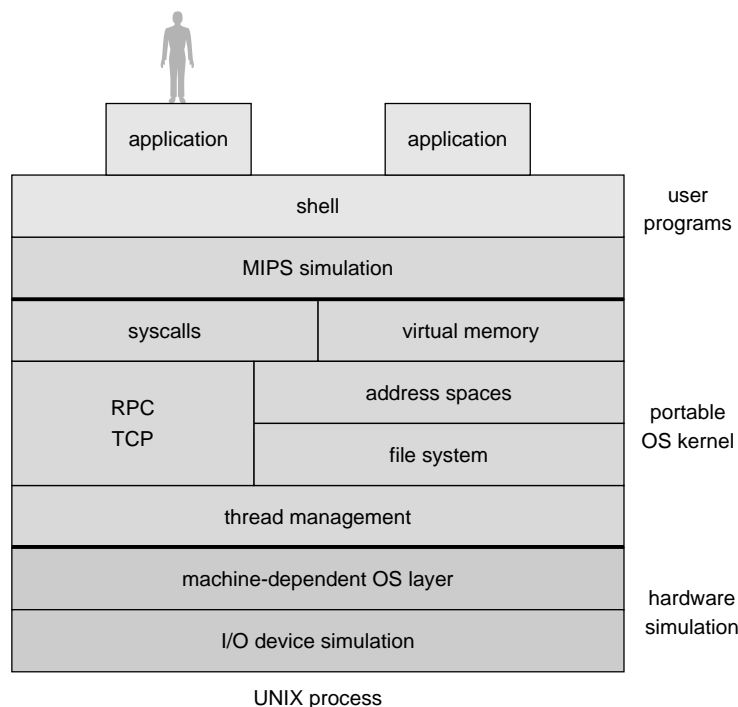 application
application
shell
user
programs
MIPS simulation
syscalls
virtual memory
RPC
TCP
address spaces
file system
portable
OS kernel
thread management
machine-dependent OS layer
hardware
simulation
I/O device simulation
UNIX process